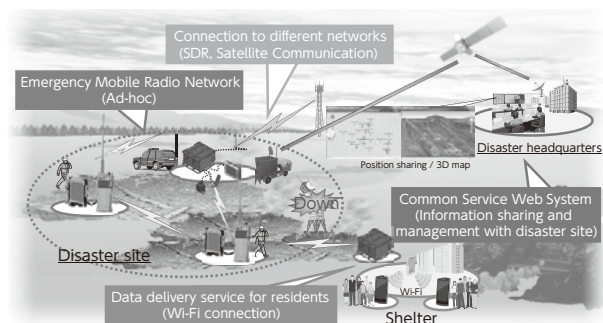 Connection to different networks
(SDR, Satellite Communication)
Emergency Mobile Radio Network
(Ad-hoc)
Position sharing / 3D map
Disaster headquarters
Down
Common Service Web System
(Information sharing and
management with disaster site)
Disaster site
Data delivery service for residents
(Wi-Fi connection)
Wi-Fi
Shelter